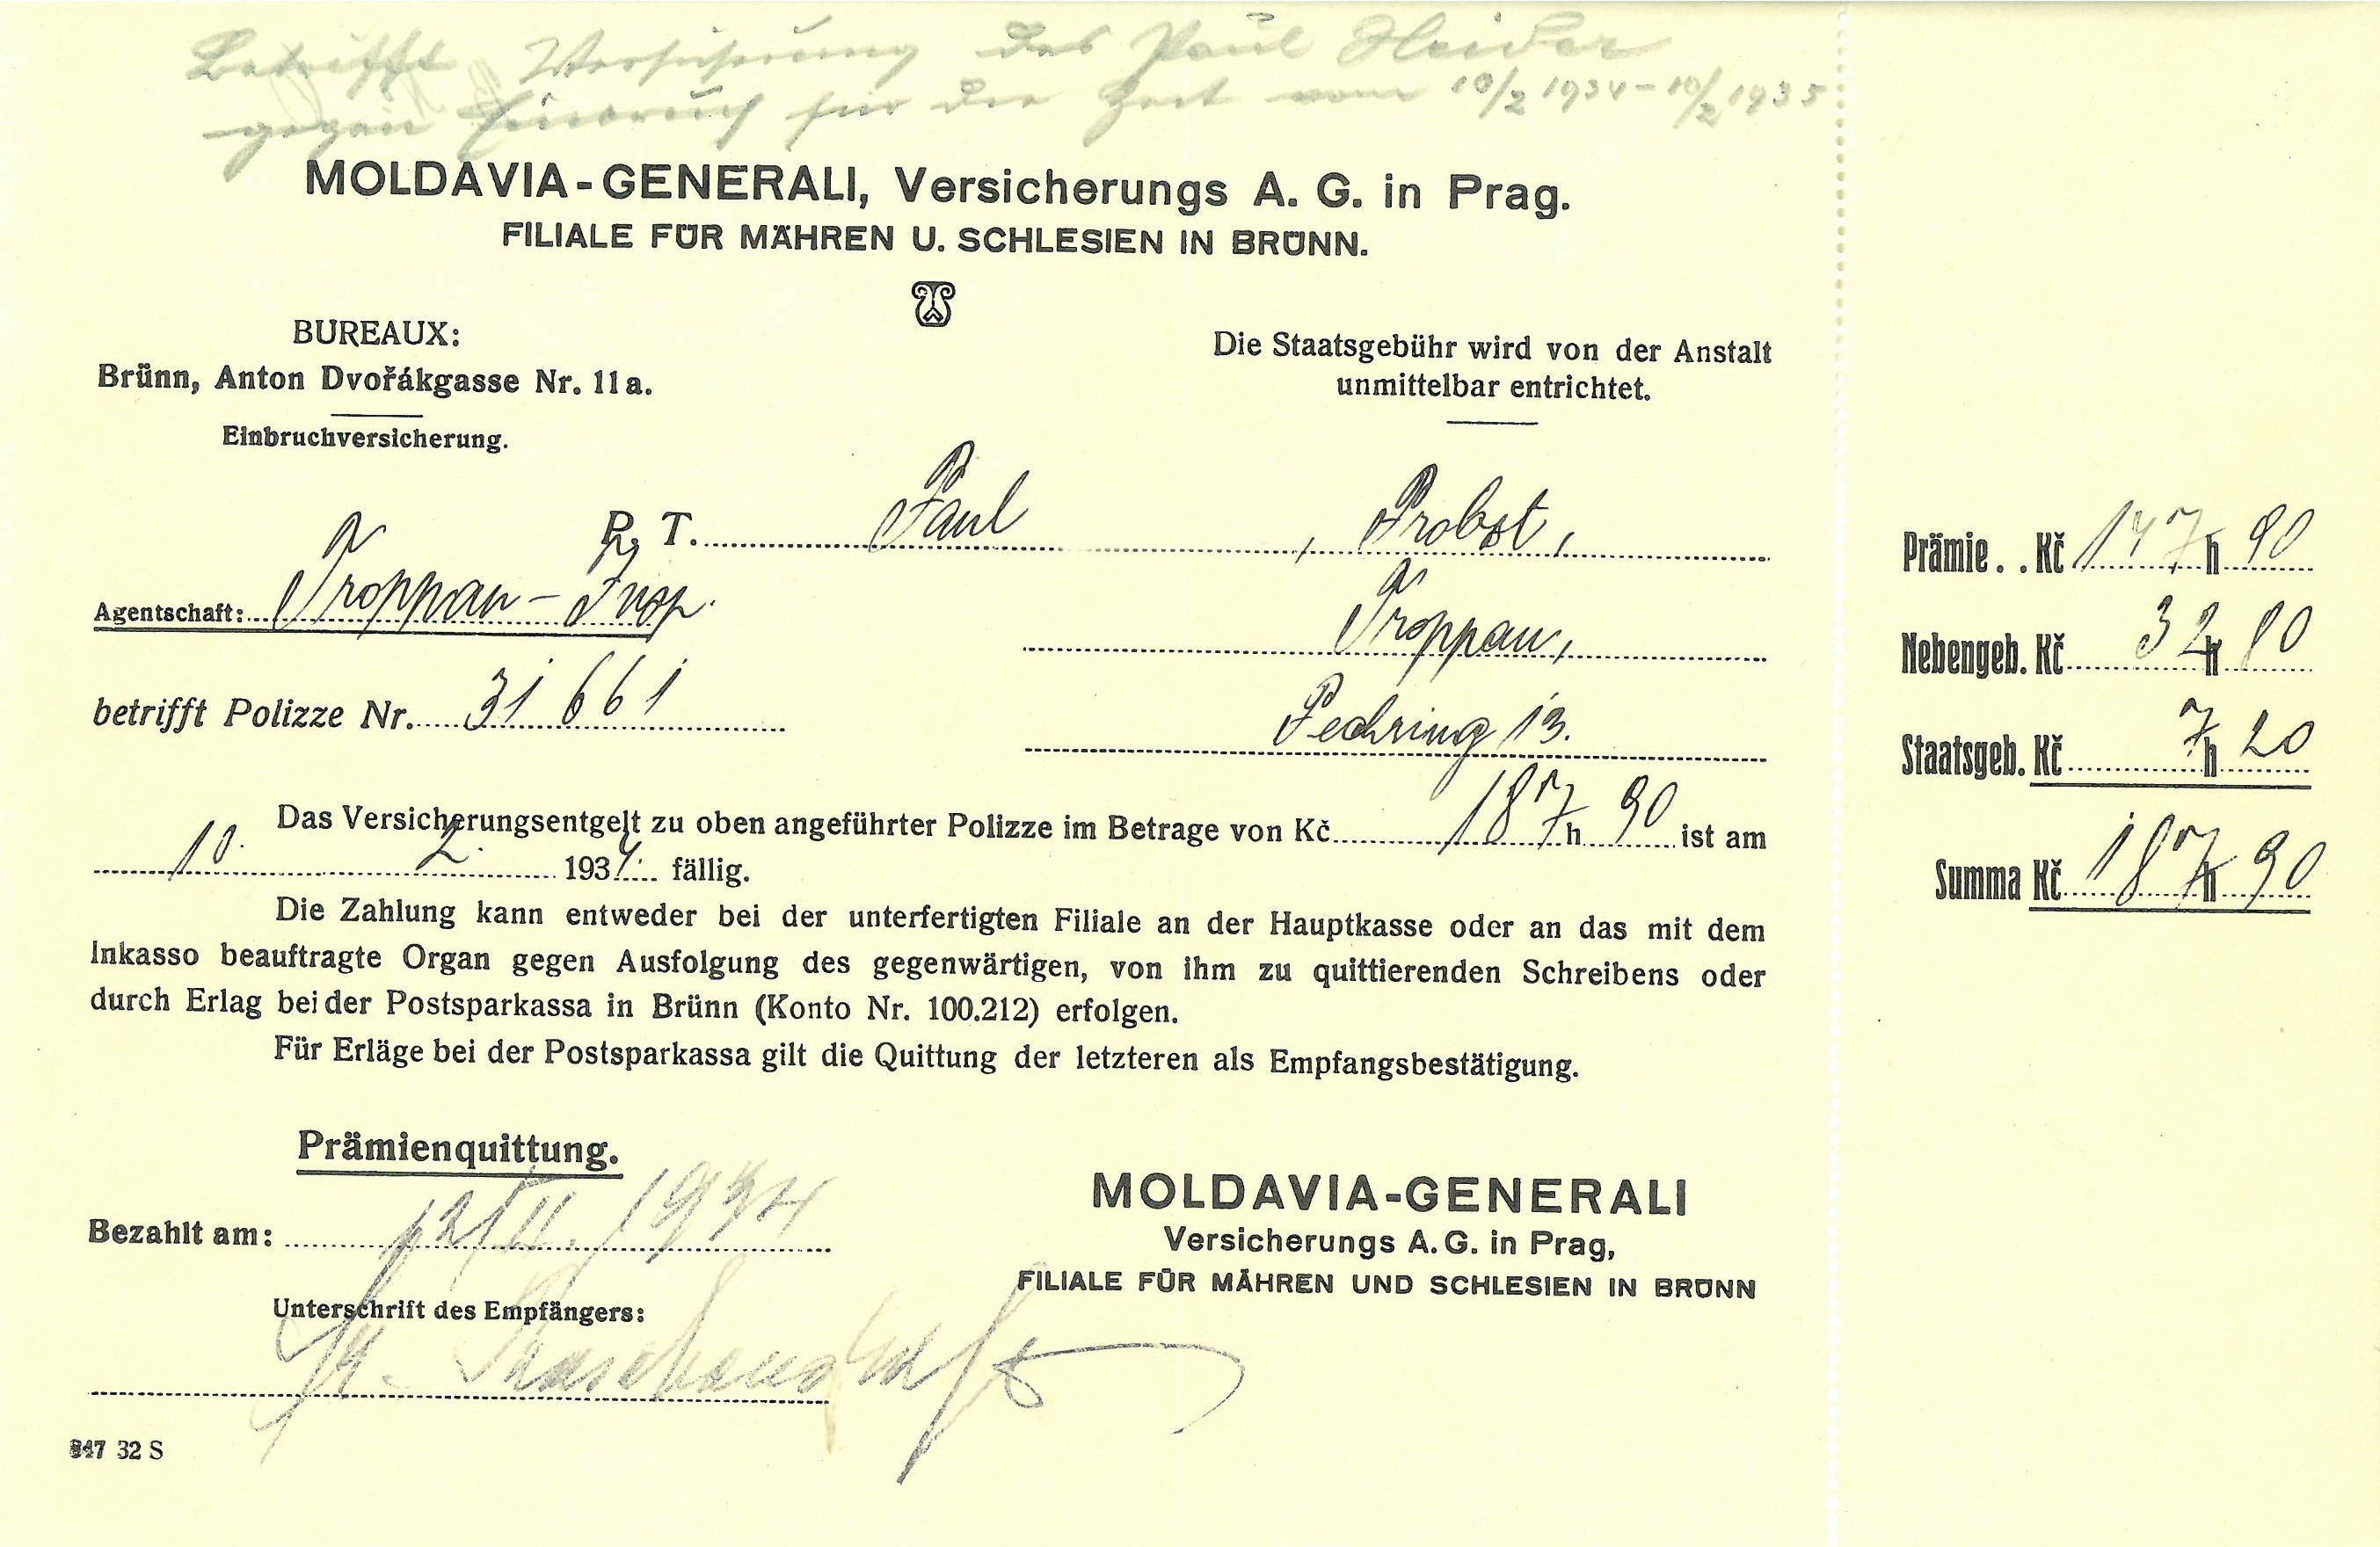 Betrifft Versicherung des Paul Heider
gegen Einbruch für die Zeit vom 10/2 1934 - 10/2 1935
MOLDAVIA-GENERALI, Versicherungs A. G. in Prag.
FILIALE FÜR MÄHREN U. SCHLESIEN IN BRÜNN.
BUREAUX:
Brünn, Anton Dvořákgasse Nr. 11a.
Einbruchversicherung.
Die Staatsgebühr wird von der Anstalt
unmittelbar entrichtet.
P. T. Paul, Probst,
Agentschaft: Troppau - Insp.
Troppau,
betrifft Polizze Nr. 31 661
Pechring 13.
Das Versicherungsentgelt zu oben angeführter Polizze im Betrage von Kč 187 h 90 ist am
10. 2. 1934. fällig.
Die Zahlung kann entweder bei der unterfertigten Filiale an der Hauptkasse oder an das mit dem
Inkasso beauftragte Organ gegen Ausfolgung des gegenwärtigen, von ihm zu quittierenden Schreibens oder
durch Erlag bei der Postsparkassa in Brünn (Konto Nr. 100.212) erfolgen.
Für Erläge bei der Postsparkassa gilt die Quittung der letzteren als Empfangsbestätigung.
Prämienquittung.
Bezahlt am: 12/II. 1934
Unterschrift des Empfängers:
MOLDAVIA-GENERALI
Versicherungs A. G. in Prag,
FILIALE FÜR MÄHREN UND SCHLESIEN IN BRÜNN
847 32 S
Prämie . . Kč 147 h 90
Nebengeb. Kč 32 h 80
Staatsgeb. Kč 7 h 20
Summa Kč 187 h 90